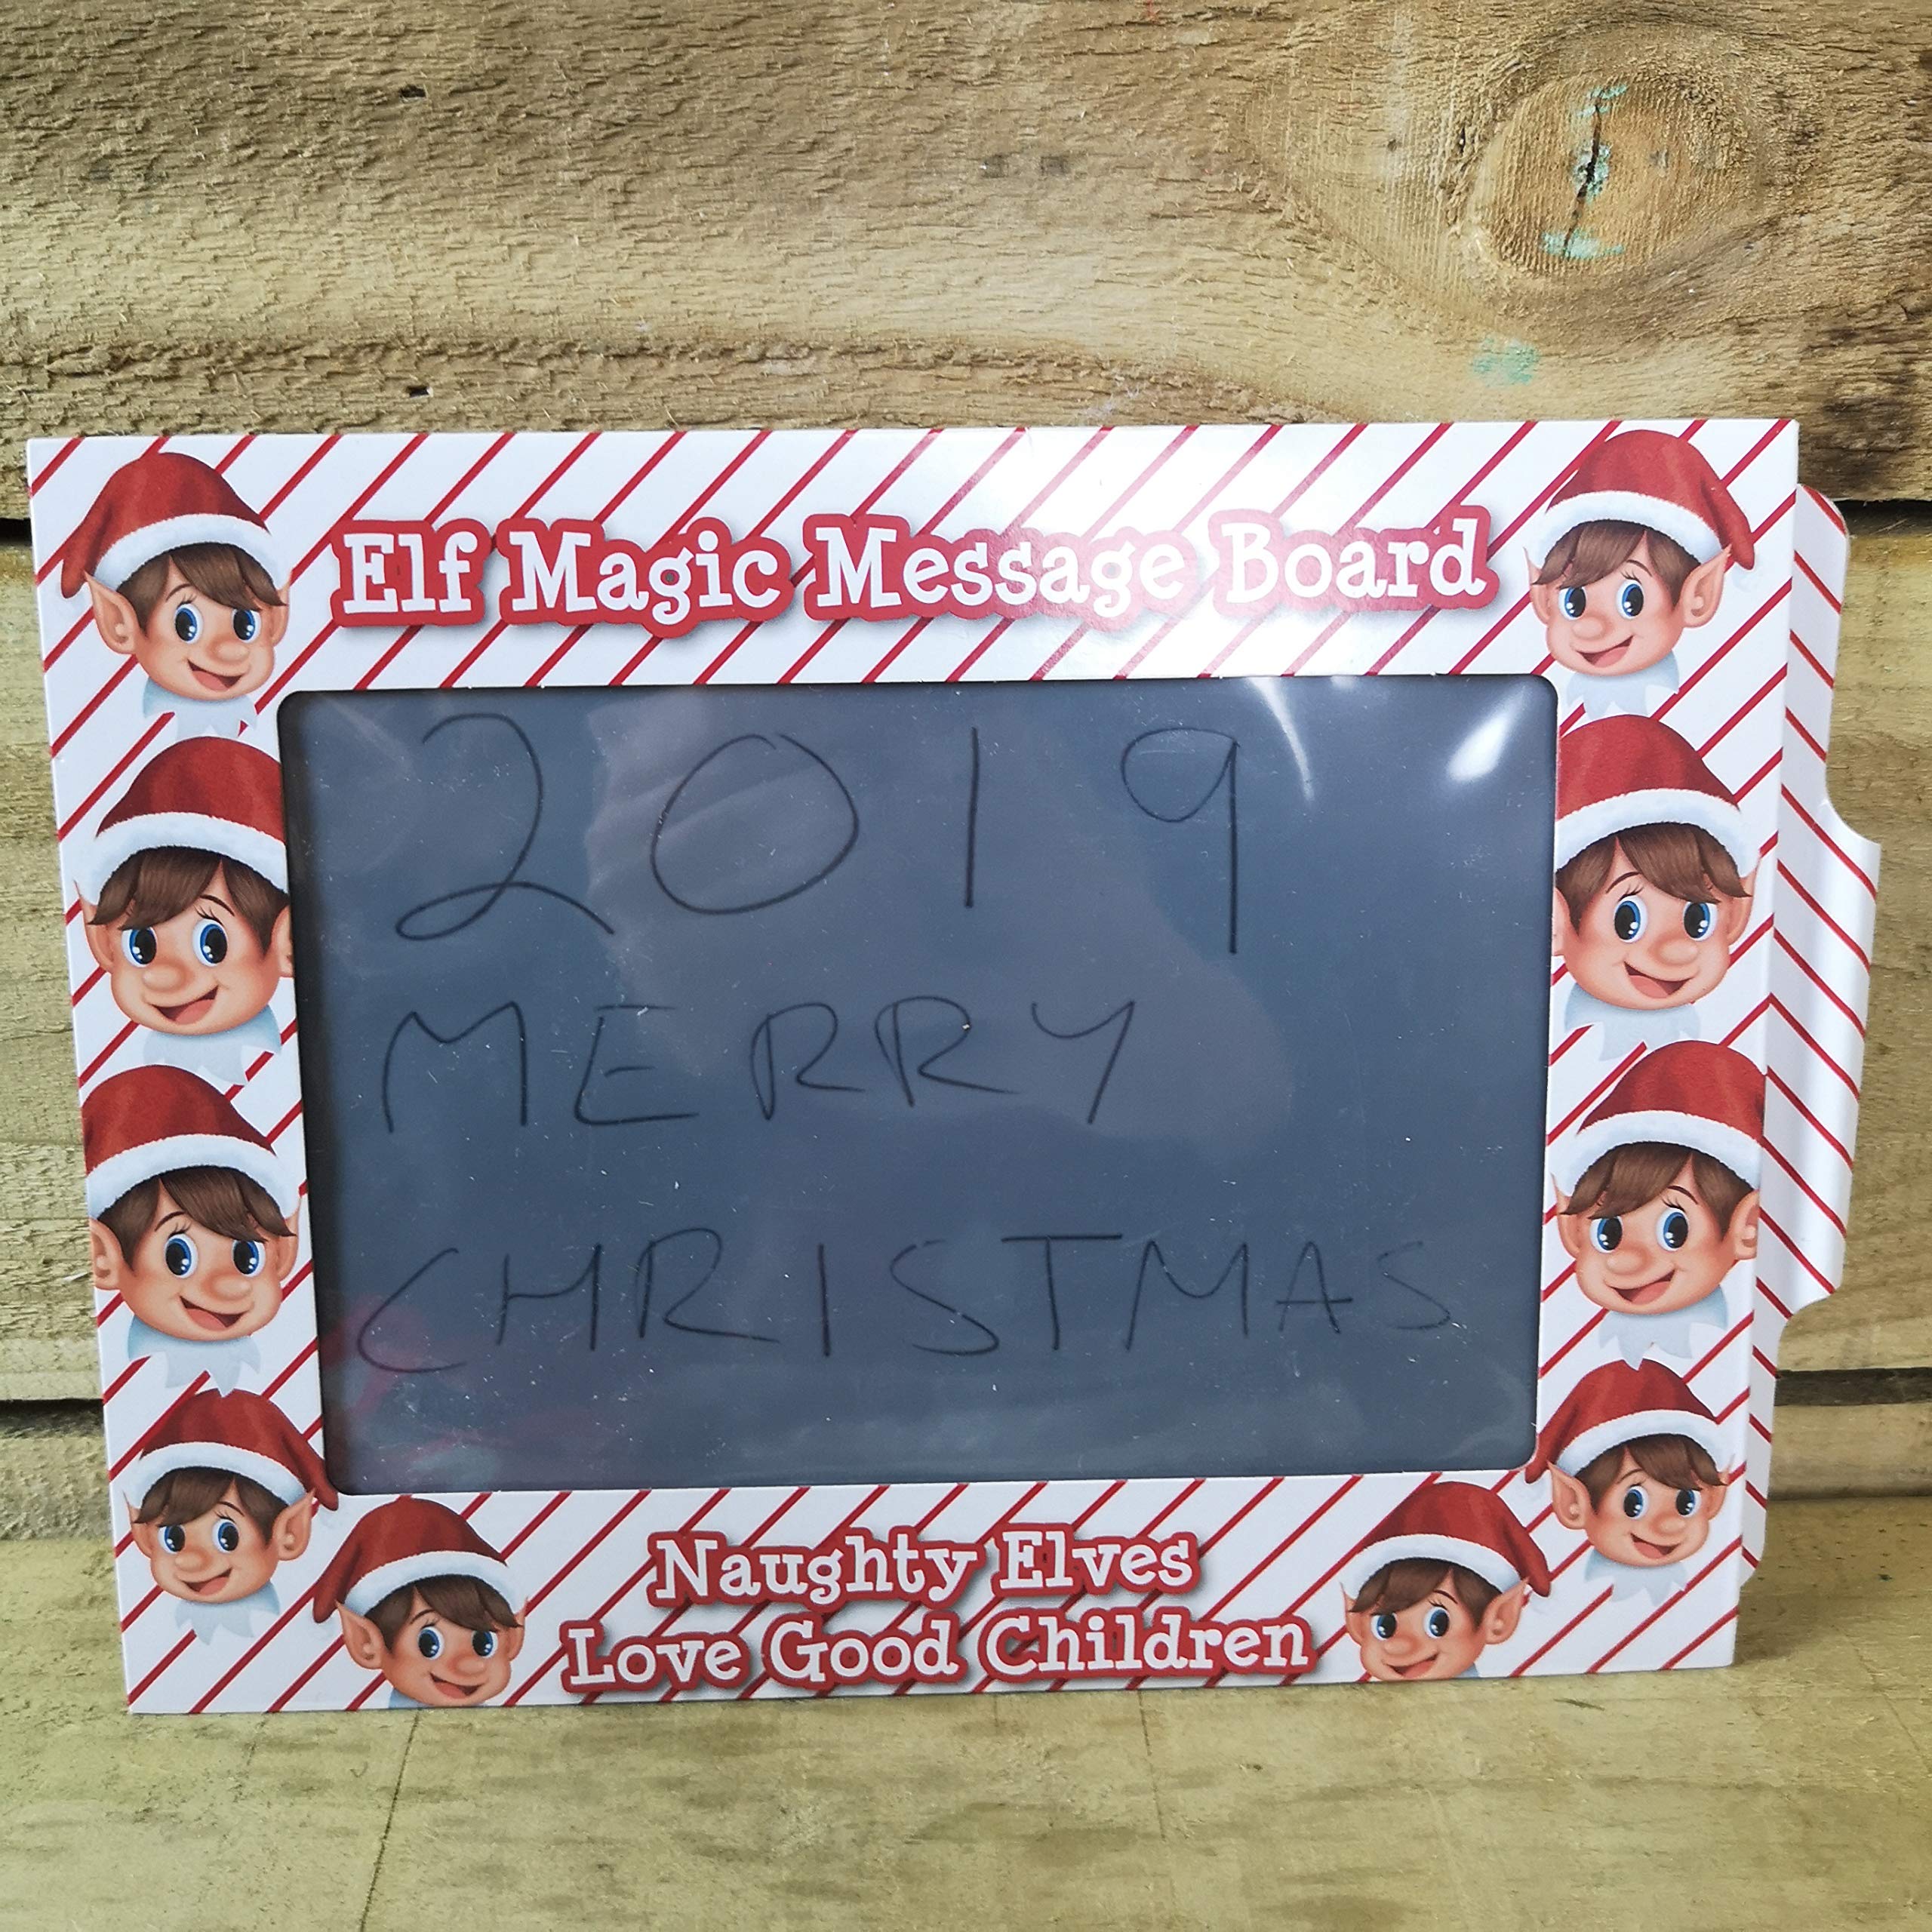 Elf Magic Message Board
2019
MERRY
CHRISTMAS
Naughty Elves
Love Good Children